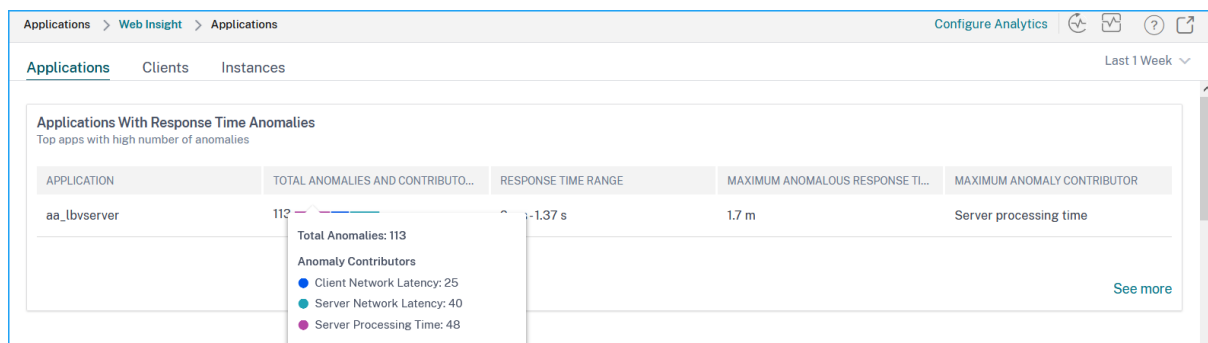 Applications > Web Insight > Applications
Configure Analytics
Applications Clients Instances
Last 1 Week
Applications With Response Time Anomalies
Top apps with high number of anomalies
APPLICATION TOTAL ANOMALIES AND CONTRIBUTO... RESPONSE TIME RANGE MAXIMUM ANOMALOUS RESPONSE TI... MAXIMUM ANOMALY CONTRIBUTOR
aa_lbvserver 113 1.37 s 1.7 m Server processing time
Total Anomalies: 113
Anomaly Contributors
Client Network Latency: 25
See more
Server Network Latency: 40
Server Processing Time: 48